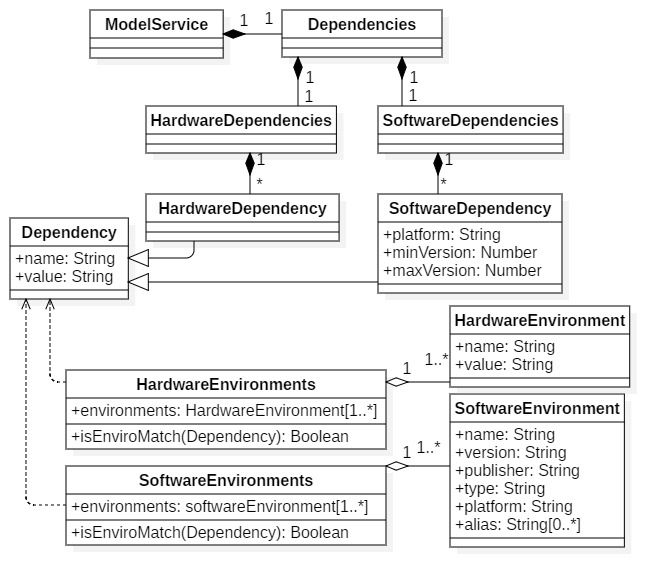 ModelService
1
1
Dependencies
1
1
1
1
HardwareDependencies
SoftwareDependencies
1
*
1
*
HardwareDependency
SoftwareDependency
+platform: String
+minVersion: Number
+maxVersion: Number
Dependency
+name: String
+value: String
HardwareEnvironment
+name: String
+value: String
HardwareEnvironments
+environments: HardwareEnvironment[1..*]
+isEnviroMatch(Dependency): Boolean
1
1..*
SoftwareEnvironment
+name: String
+version: String
+publisher: String
+type: String
+platform: String
+alias: String[0..*]
1
1..*
SoftwareEnvironments
+environments: softwareEnvironment[1..*]
+isEnviroMatch(Dependency): Boolean